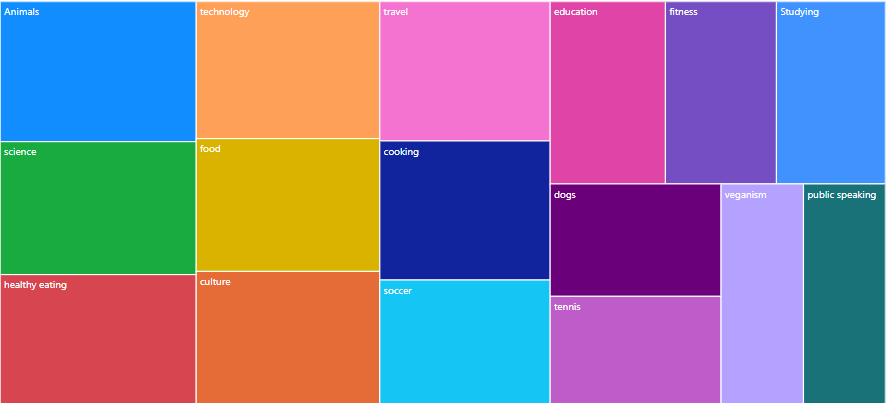 Animals
technology
travel
education
fitness
Studying
science
food
cooking
dogs
veganism
public speaking
healthy eating
culture
soccer
tennis